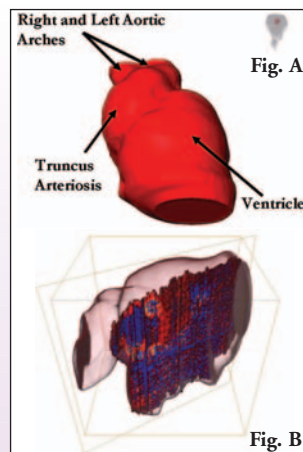 Right and Left Aortic
Arches
Fig. A
Truncus
Arteriosis
Ventricle
Fig. B